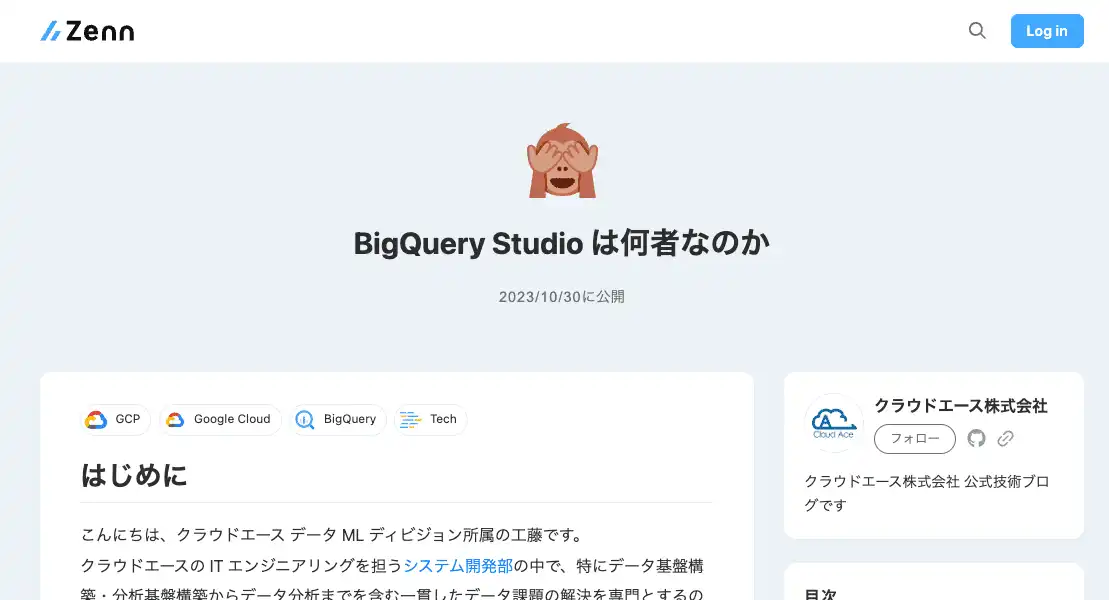 Zenn
Log in
BigQuery Studio は何者なのか
2023/10/30に公開
GCP
Google Cloud
BigQuery
Tech
はじめに
こんにちは、クラウドエース データ ML ディビジョン所属の工藤です。
クラウドエースの IT エンジニアリングを担うシステム開発部の中で、特にデータ基盤構
築・分析基盤構築からデータ分析までを含む一貫したデータ課題の解決を専門とするの
Cloud Ace
クラウドエース株式会社
フォロー
クラウドエース株式会社 公式技術ブロ
グです
目次